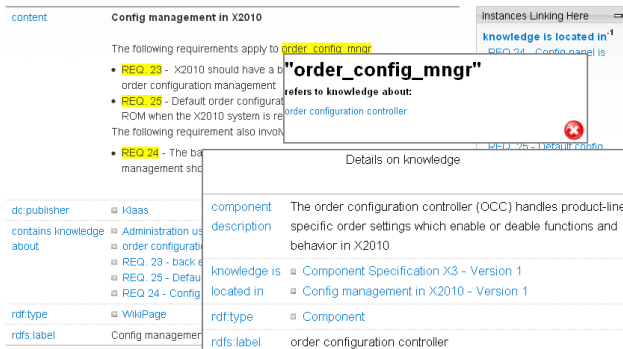 content
Config management in X2010
The following requirements apply to order_config_mngr
REQ. 23 - X2010 should have a b
order configuration management
REQ. 25 - Default order configurat
ROM when the X2010 system is re
The following requirement also involv
REQ 24 - The ba
management sho
dc:publisher
Klaas
contains knowledge about
Administration us
order configurati
REQ. 23 - back e
REQ. 25 - Defau
REQ 24 - Config
rdf:type
WikiPage
rdfs:label
Config managemer
Instances Linking Here
knowledge is located in-1
REQ 24 - Config panel is
REQ. 25 - Default config
"order_config_mngr"
refers to knowledge about:
order configuration controller
Details on knowledge
component description
The order configuration controller (OCC) handles product-line
specific order settings which enable or deable functions and
behavior in X2010
knowledge is located in
Component Specification X3 - Version 1
Config management in X2010 - Version 1
rdf:type
Component
rdfs:label
order configuration controller